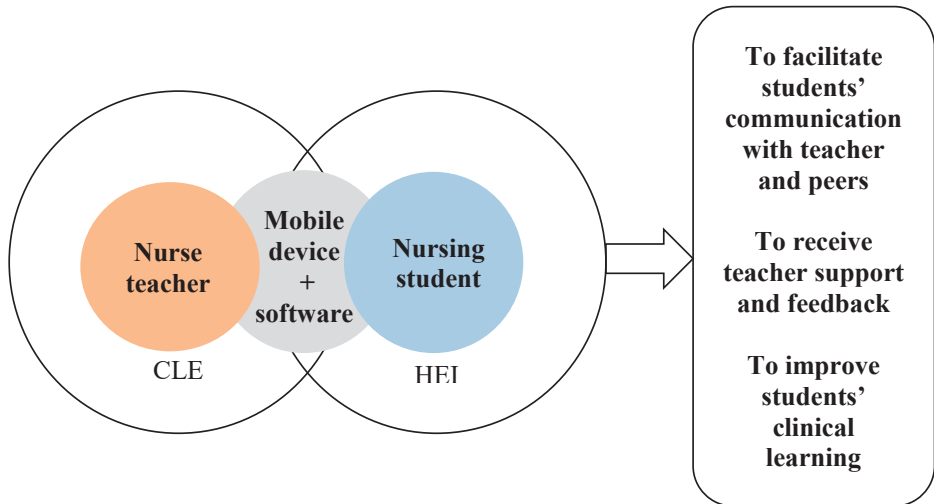 Nurse
teacher
Mobile
device
+
software
Nursing
student
CLE
HEI
To facilitate
students’
communication
with teacher
and peers
To receive
teacher support
and feedback
To improve
students’
clinical
learning